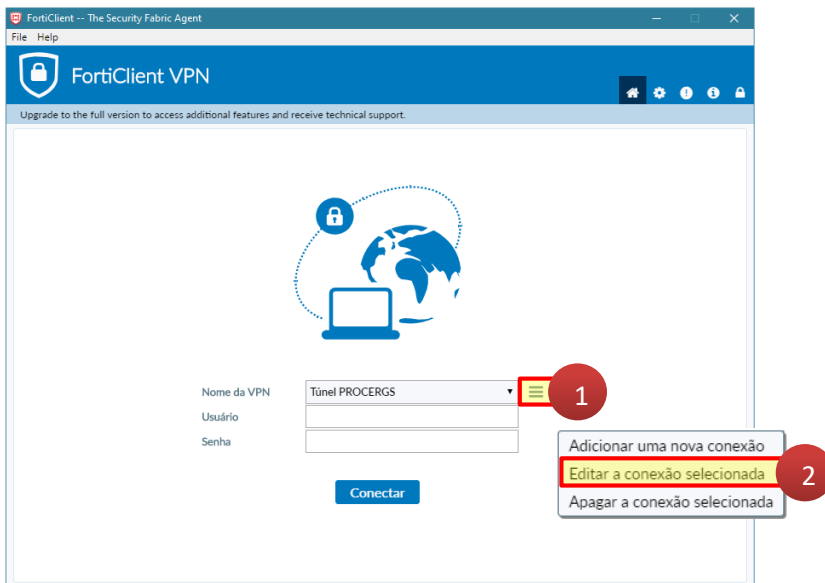 FortiClient -- The Security Fabric Agent
File Help
FortiClient VPN
Upgrade to the full version to access additional features and receive technical support.
Nome da VPN Túnel PROCERGS
1
Usuário
Senha
Adicionar uma nova conexão
Editar a conexão selecionada
2
Apagar a conexão selecionada
Conectar